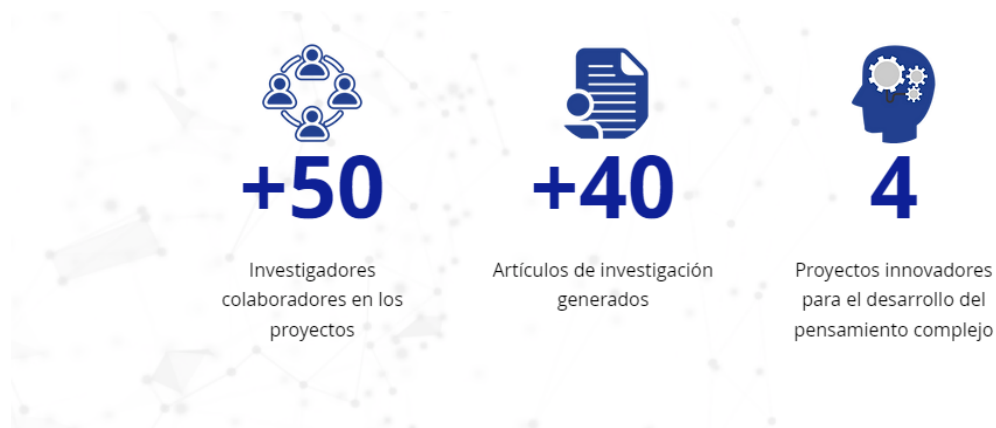 +50
Investigadores
colaboradores en los
proyectos
+40
Artículos de investigación
generados
4
Proyectos innovadores
para el desarrollo del
pensamiento complejo